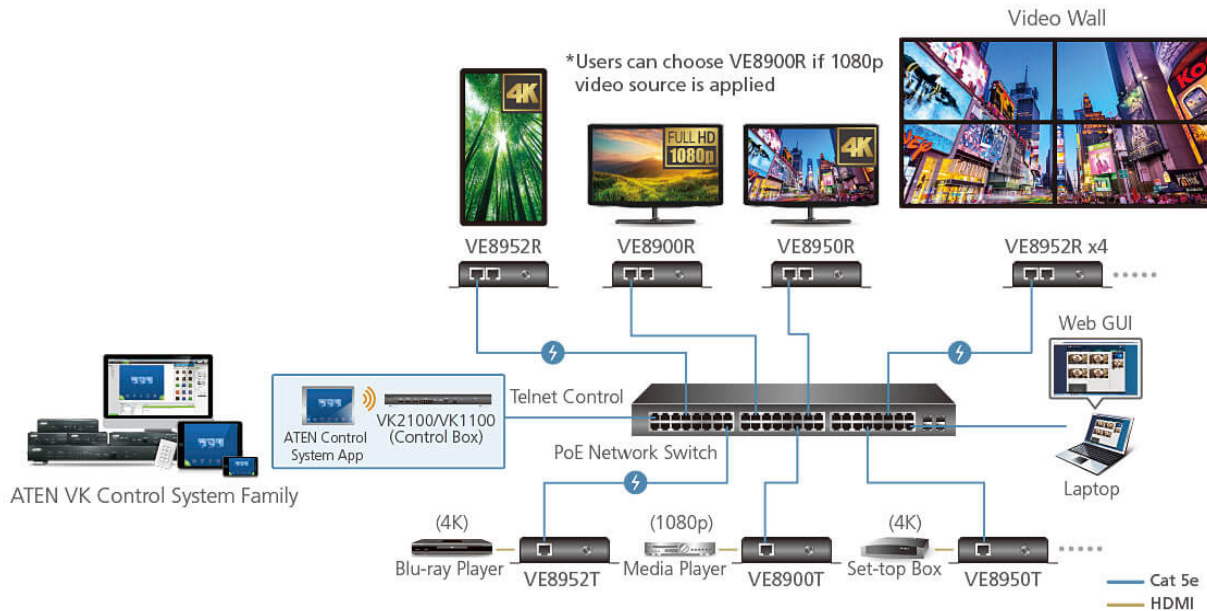 Video Wall
*Users can choose VE8900R if 1080p
video source is applied
4K
FULL HD
1080p
4K
VE8952R
VE8900R
VE8950R
VE8952R x4
Web GUI
Telnet Control
ATEN Control
System App
VK2100/VK1100
(Control Box)
PoE Network Switch
Laptop
ATEN VK Control System Family
(4K)
(1080p)
(4K)
Blu-ray Player
VE8952T
Media Player
VE8900T
Set-top Box
VE8950T
Cat 5e
HDMI